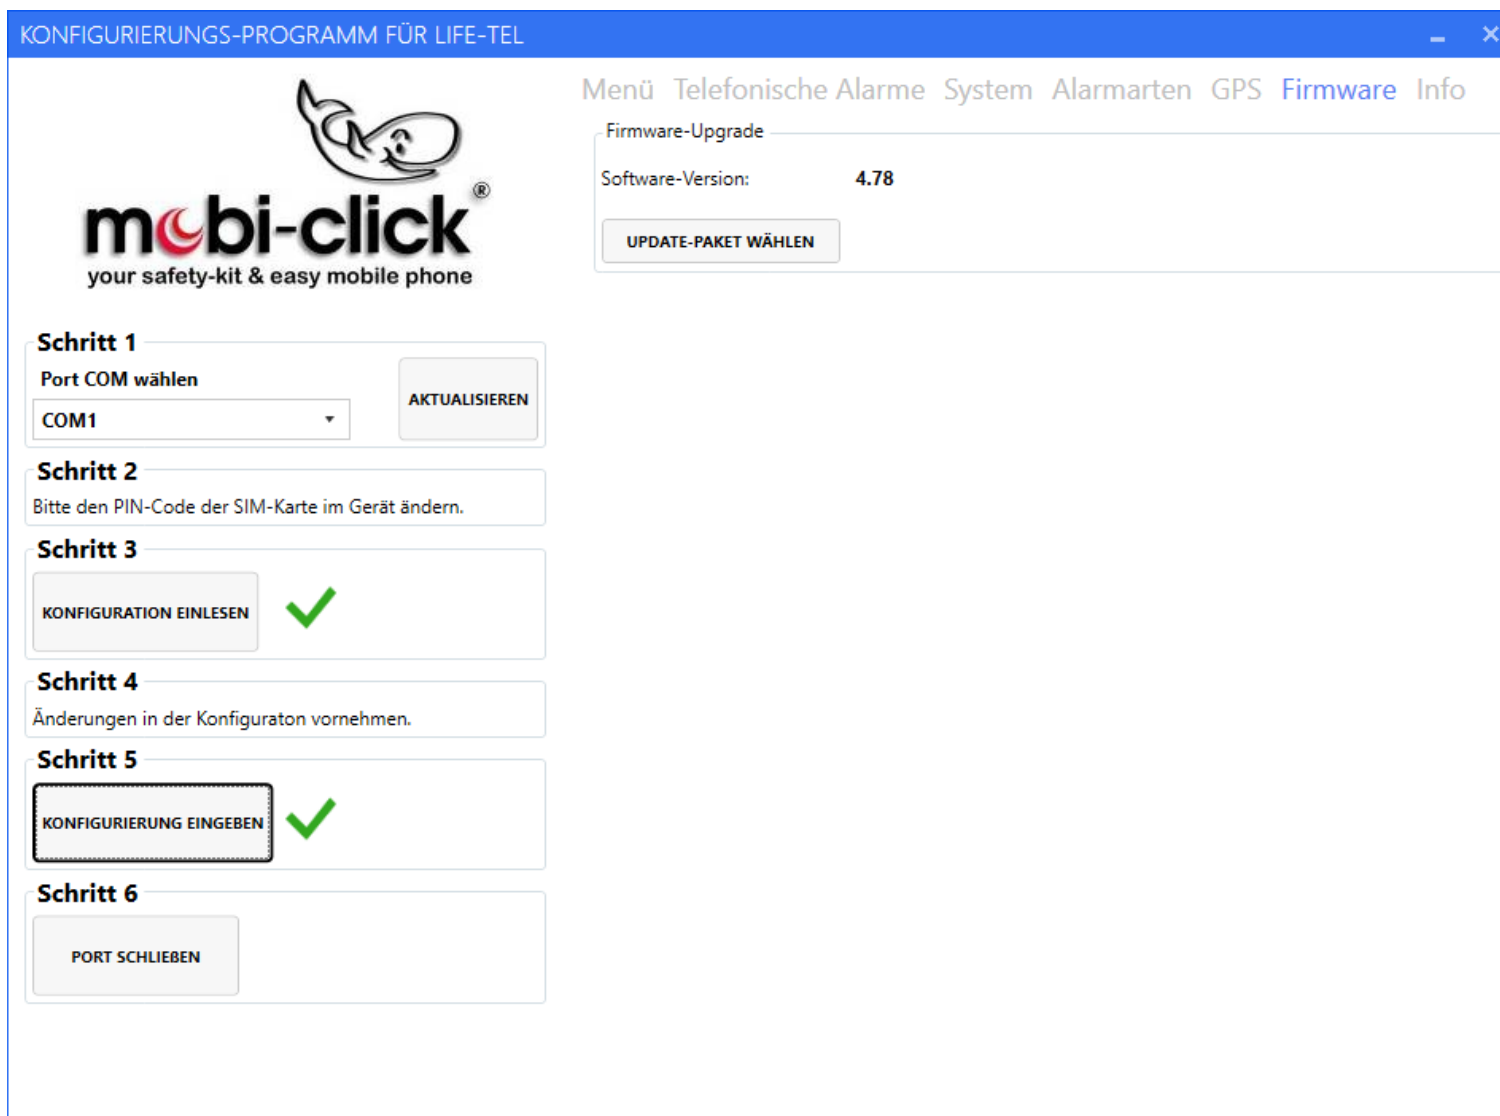 KONFIGURIERUNGS-PROGRAMM FÜR LIFE-TEL
Menü Telefonische Alarme System Alarmarten GPS Firmware Info
Firmware-Upgrade
Software-Version: 4.78
UPDATE-PAKET WÄHLEN
mobi-click®
your safety-kit & easy mobile phone
Schritt 1
Port COM wählen
COM1
AKTUALISIEREN
Schritt 2
Bitte den PIN-Code der SIM-Karte im Gerät ändern.
Schritt 3
KONFIGURATION EINLESEN
Schritt 4
Änderungen in der Konfiguraton vornehmen.
Schritt 5
KONFIGURIERUNG EINGEBEN
Schritt 6
PORT SCHLIEßEN